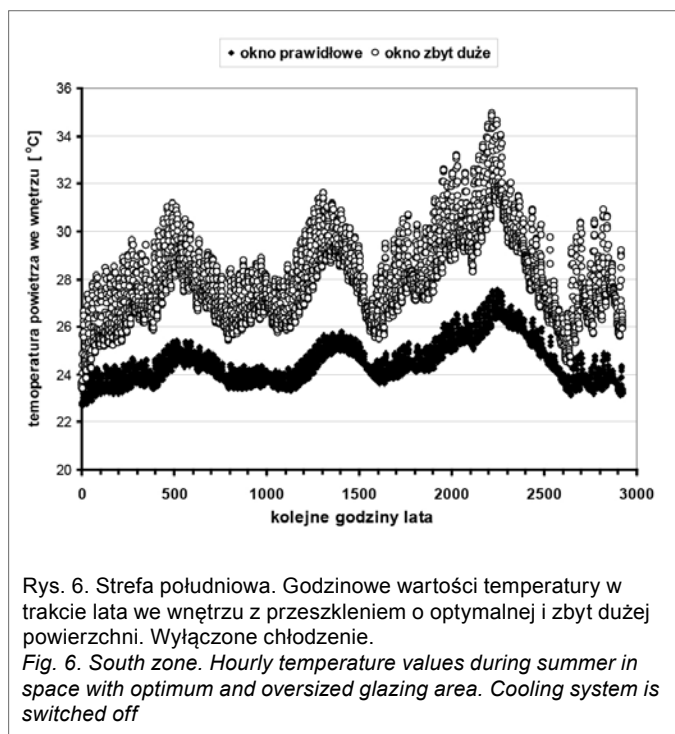 ♦ okno prawidłowe ○ okno zbyt duże
36
34
32
30
28
26
24
22
20
temoperatura powietrza we wnętrzu [ °C]
0 500 1000 1500 2000 2500 3000
kolejne godziny lata
Rys. 6. Strefa południowa. Godzinowe wartości temperatury w
trakcie lata we wnętrzu z przeszkleniem o optymalnej i zbyt dużej
powierzchni. Wyłączone chłodzenie.
Fig. 6. South zone. Hourly temperature values during summer in
space with optimum and oversized glazing area. Cooling system is
switched off